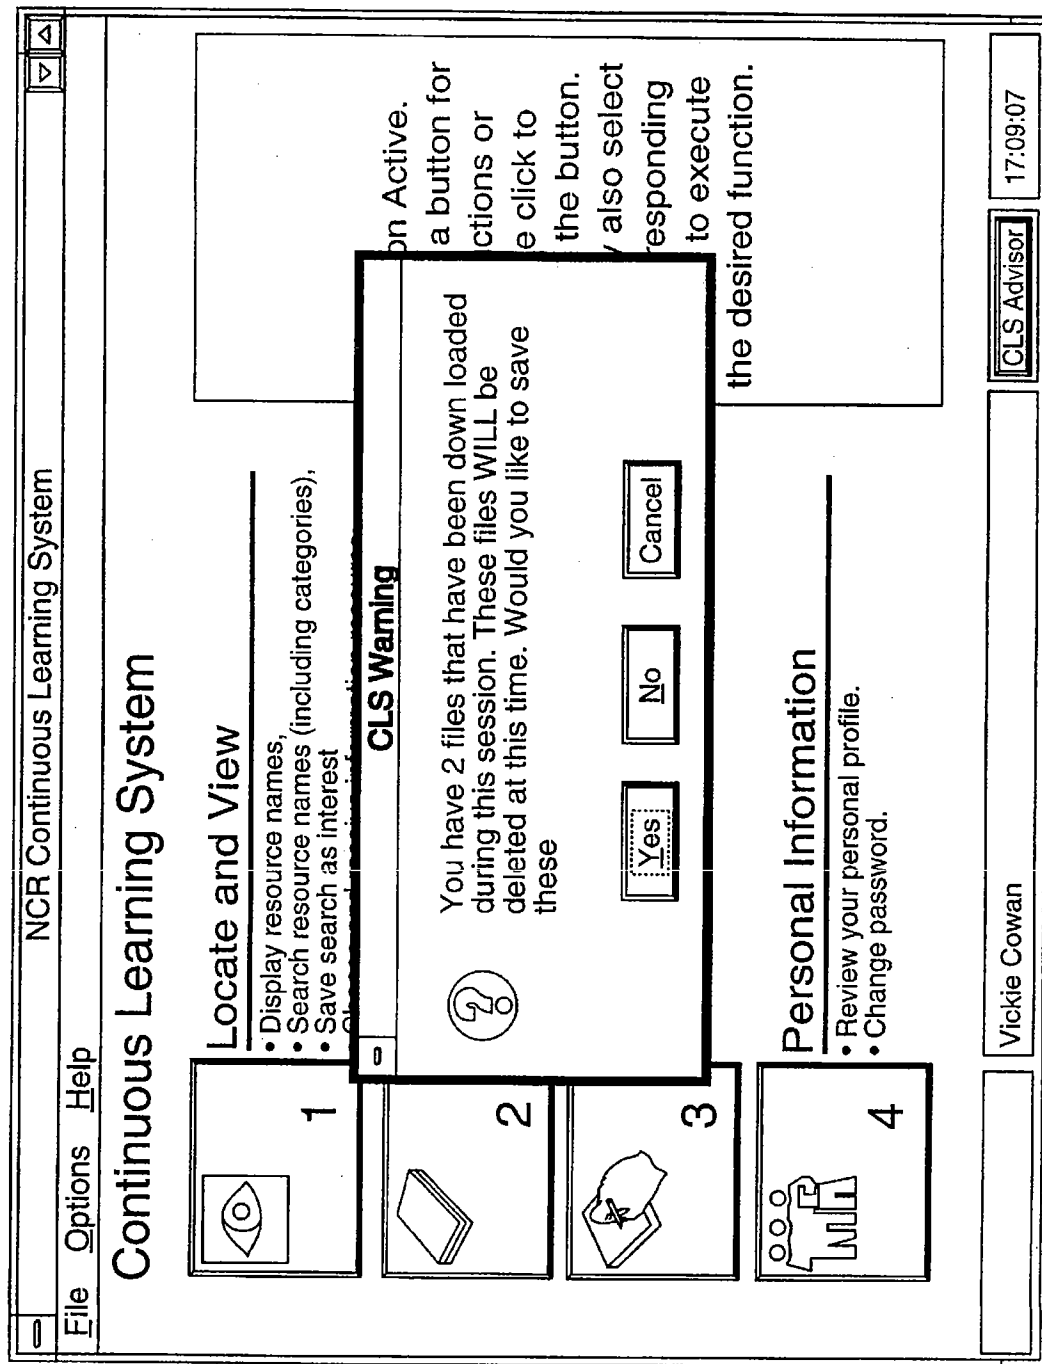 NCR Continuous Learning System
File Options Help
Continuous Learning System
1
Locate and View
• Display resource names,
• Search resource names (including categories),
• Save search as interest
2
3
4
Personal Information
• Review your personal profile.
• Change password.
on Active.
a button for
ctions or
e click to
the button.
also select
responding
to execute
the desired function.
CLS Warning
You have 2 files that have been down loaded
during this session. These files WILL be
deleted at this time. Would you like to save
these
Yes No Cancel
Vickie Cowan
CLS Advisor
17:09:07